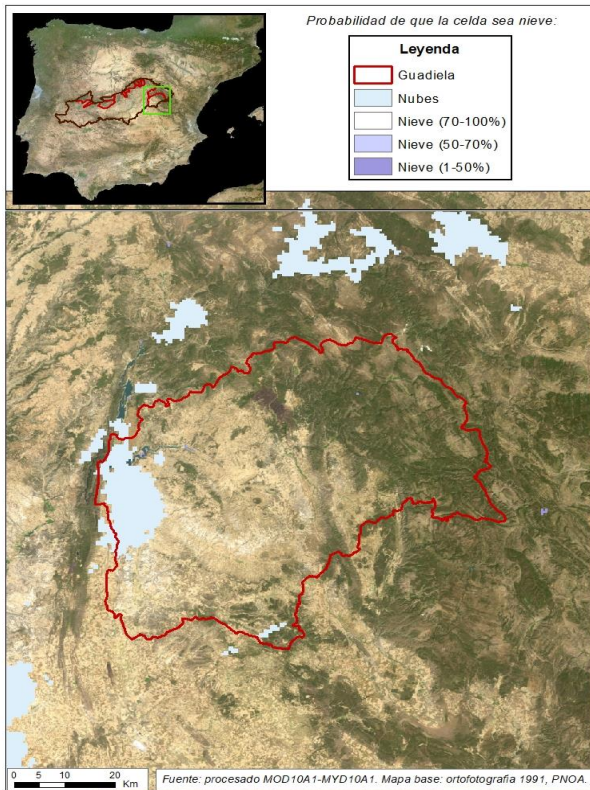 Probabilidad de que la celda sea nieve:
Leyenda
Guadiela
Nubes
Nieve (70-100%)
Nieve (50-70%)
Nieve (1-50%)
0 5 10 20
Km
Fuente: procesado MOD10A1-MYD10A1. Mapa base: ortofotografia 1991, PNOA.